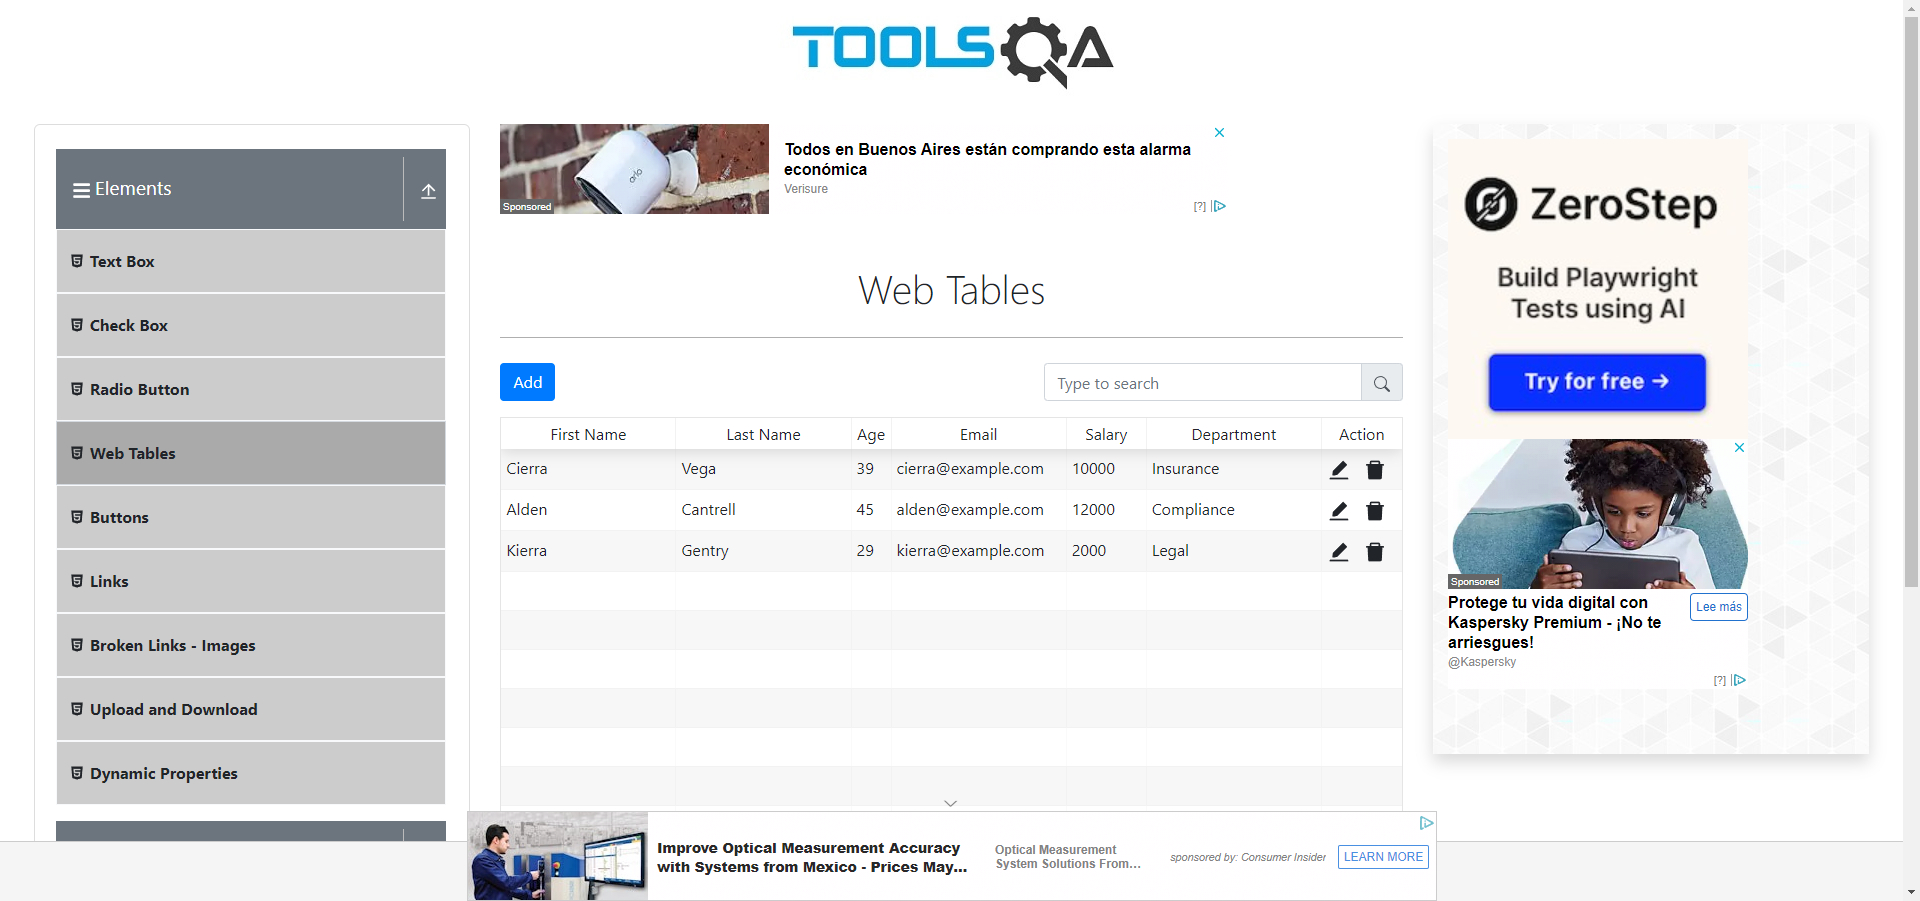 TOOLSQA
Elements
Text Box
Check Box
Radio Button
Web Tables
Buttons
Links
Broken Links - Images
Upload and Download
Dynamic Properties
arlo
Sponsored
Todos en Buenos Aires están comprando esta alarma
económica
Verisure
[?]
Web Tables
Add
Type to search
First Name Last Name Age Email Salary Department Action
Cierra Vega 39 cierra@example.com 10000 Insurance
Alden Cantrell 45 alden@example.com 12000 Compliance
Kierra Gentry 29 kierra@example.com 2000 Legal
ZeroStep
Build Playwright
Tests using AI
Try for free →
Sponsored
Protege tu vida digital con
Kaspersky Premium - ¡No te
arriesgues!
Lee más
@Kaspersky
[?]
Improve Optical Measurement Accuracy
with Systems from Mexico - Prices May...
Optical Measurement
System Solutions From...
sponsored by: Consumer Insider
LEARN MORE